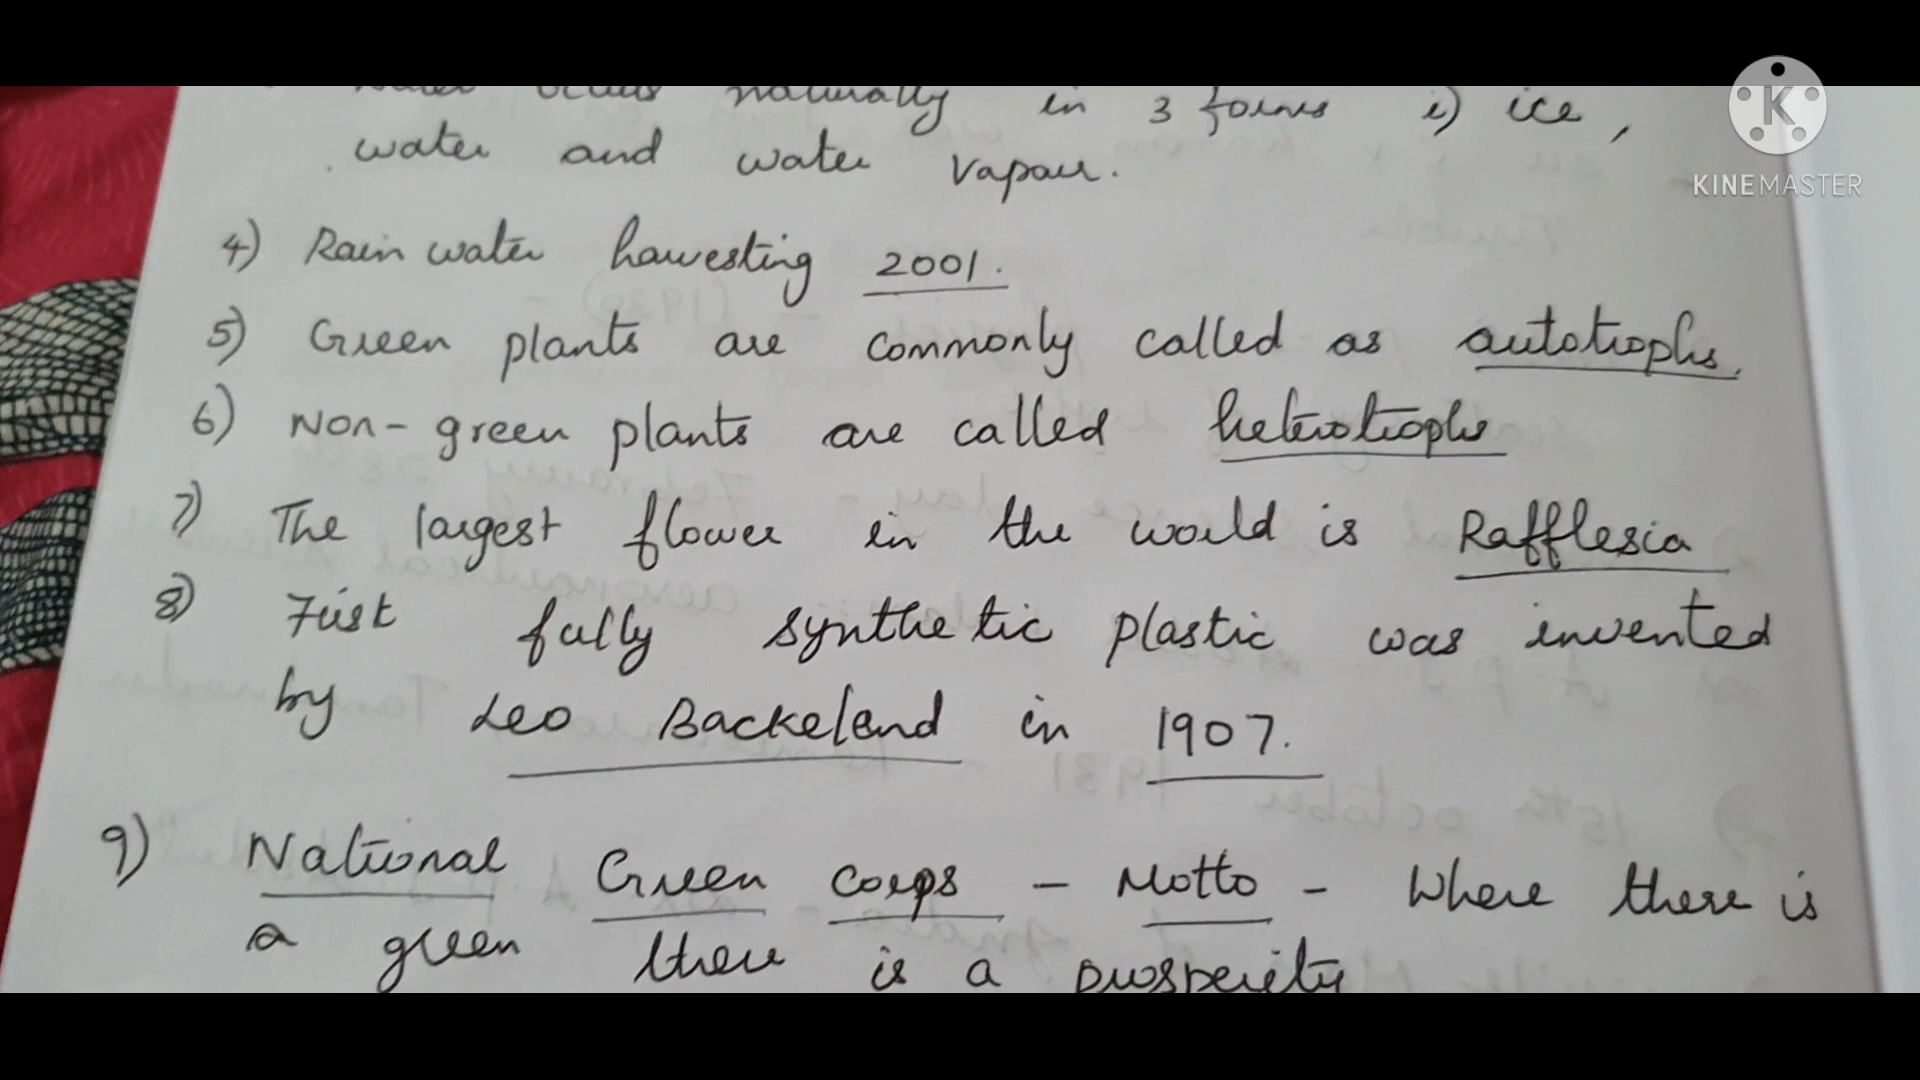 water occurs naturally in 3 forms i) ice,
water and water vapour.
4) Rain water harvesting 2001.
5) Green plants are commonly called as autotrophs.
6) Non-green plants are called heterotrophs
7) The largest flower in the world is Rafflesia
8) First fully synthetic plastic was invented
by Leo Backelend in 1907.
9) National Green corps - Motto - Where there is
a green there is a prosperity
KINEMASTER